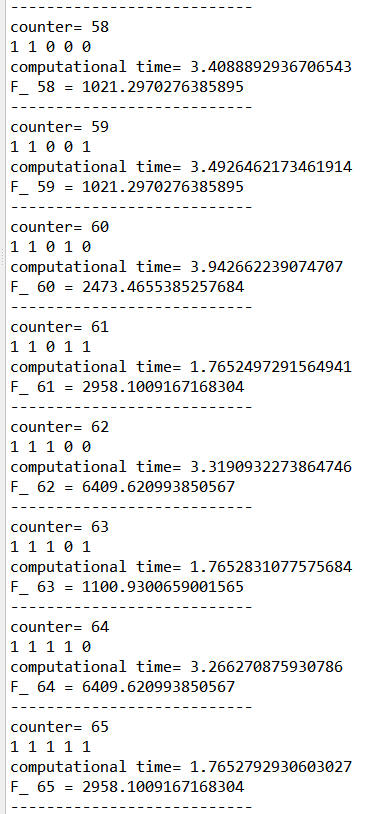 ---------------------------
counter= 58
1 1 0 0 0
computational time= 3.4088892936706543
F_ 58 = 1021.2970276385895
---------------------------
counter= 59
1 1 0 0 1
computational time= 3.4926462173461914
F_ 59 = 1021.2970276385895
---------------------------
counter= 60
1 1 0 1 0
computational time= 3.942662239074707
F_ 60 = 2473.4655385257684
---------------------------
counter= 61
1 1 0 1 1
computational time= 1.7652497291564941
F_ 61 = 2958.1009167168304
---------------------------
counter= 62
1 1 1 0 0
computational time= 3.3190932273864746
F_ 62 = 6409.620993850567
---------------------------
counter= 63
1 1 1 0 1
computational time= 1.7652831077575684
F_ 63 = 1100.9300659001565
---------------------------
counter= 64
1 1 1 1 0
computational time= 3.266270875930786
F_ 64 = 6409.620993850567
---------------------------
counter= 65
1 1 1 1 1
computational time= 1.7652792930603027
F_ 65 = 2958.1009167168304
---------------------------